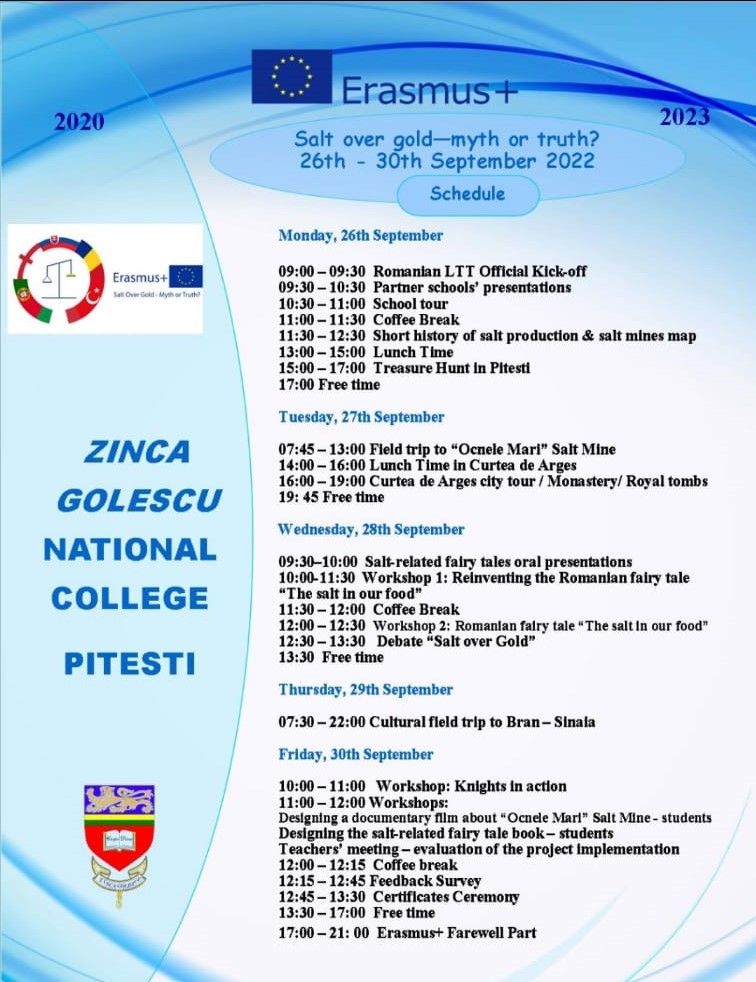 Erasmus+
2020
2023
Salt over gold—myth or truth?
26th - 30th September 2022
Schedule
Erasmus+
Salt Over Gold - Myth or Truth?
ZINCA
GOLESCU
NATIONAL
COLLEGE
PITESTI
Monday, 26th September
09:00 – 09:30 Romanian LTT Official Kick-off
09:30 – 10:30 Partner schools' presentations
10:30 – 11:00 School tour
11:00 – 11:30 Coffee Break
11:30 – 12:30 Short history of salt production & salt mines map
13:00 – 15:00 Lunch Time
15:00 – 17:00 Treasure Hunt in Pitesti
17:00 Free time
Tuesday, 27th September
07:45 – 13:00 Field trip to “Ocnele Mari” Salt Mine
14:00 – 16:00 Lunch Time in Curtea de Arges
16:00 – 19:00 Curtea de Arges city tour / Monastery/ Royal tombs
19: 45 Free time
Wednesday, 28th September
09:30–10:00 Salt-related fairy tales oral presentations
10:00-11:30 Workshop 1: Reinventing the Romanian fairy tale
“The salt in our food”
11:30 – 12:00 Coffee Break
12:00 – 12:30 Workshop 2: Romanian fairy tale “The salt in our food”
12:30 – 13:30 Debate “Salt over Gold”
13:30 Free time
Thursday, 29th September
07:30 – 22:00 Cultural field trip to Bran – Sinaia
Friday, 30th September
10:00 – 11:00 Workshop: Knights in action
11:00 – 12:00 Workshops:
Designing a documentary film about “Ocnele Mari” Salt Mine - students
Designing the salt-related fairy tale book – students
Teachers' meeting – evaluation of the project implementation
12:00 – 12:15 Coffee break
12:15 – 12:45 Feedback Survey
12:45 – 13:30 Certificates Ceremony
13:30 – 17:00 Free time
17:00 – 21: 00 Erasmus+ Farewell Part